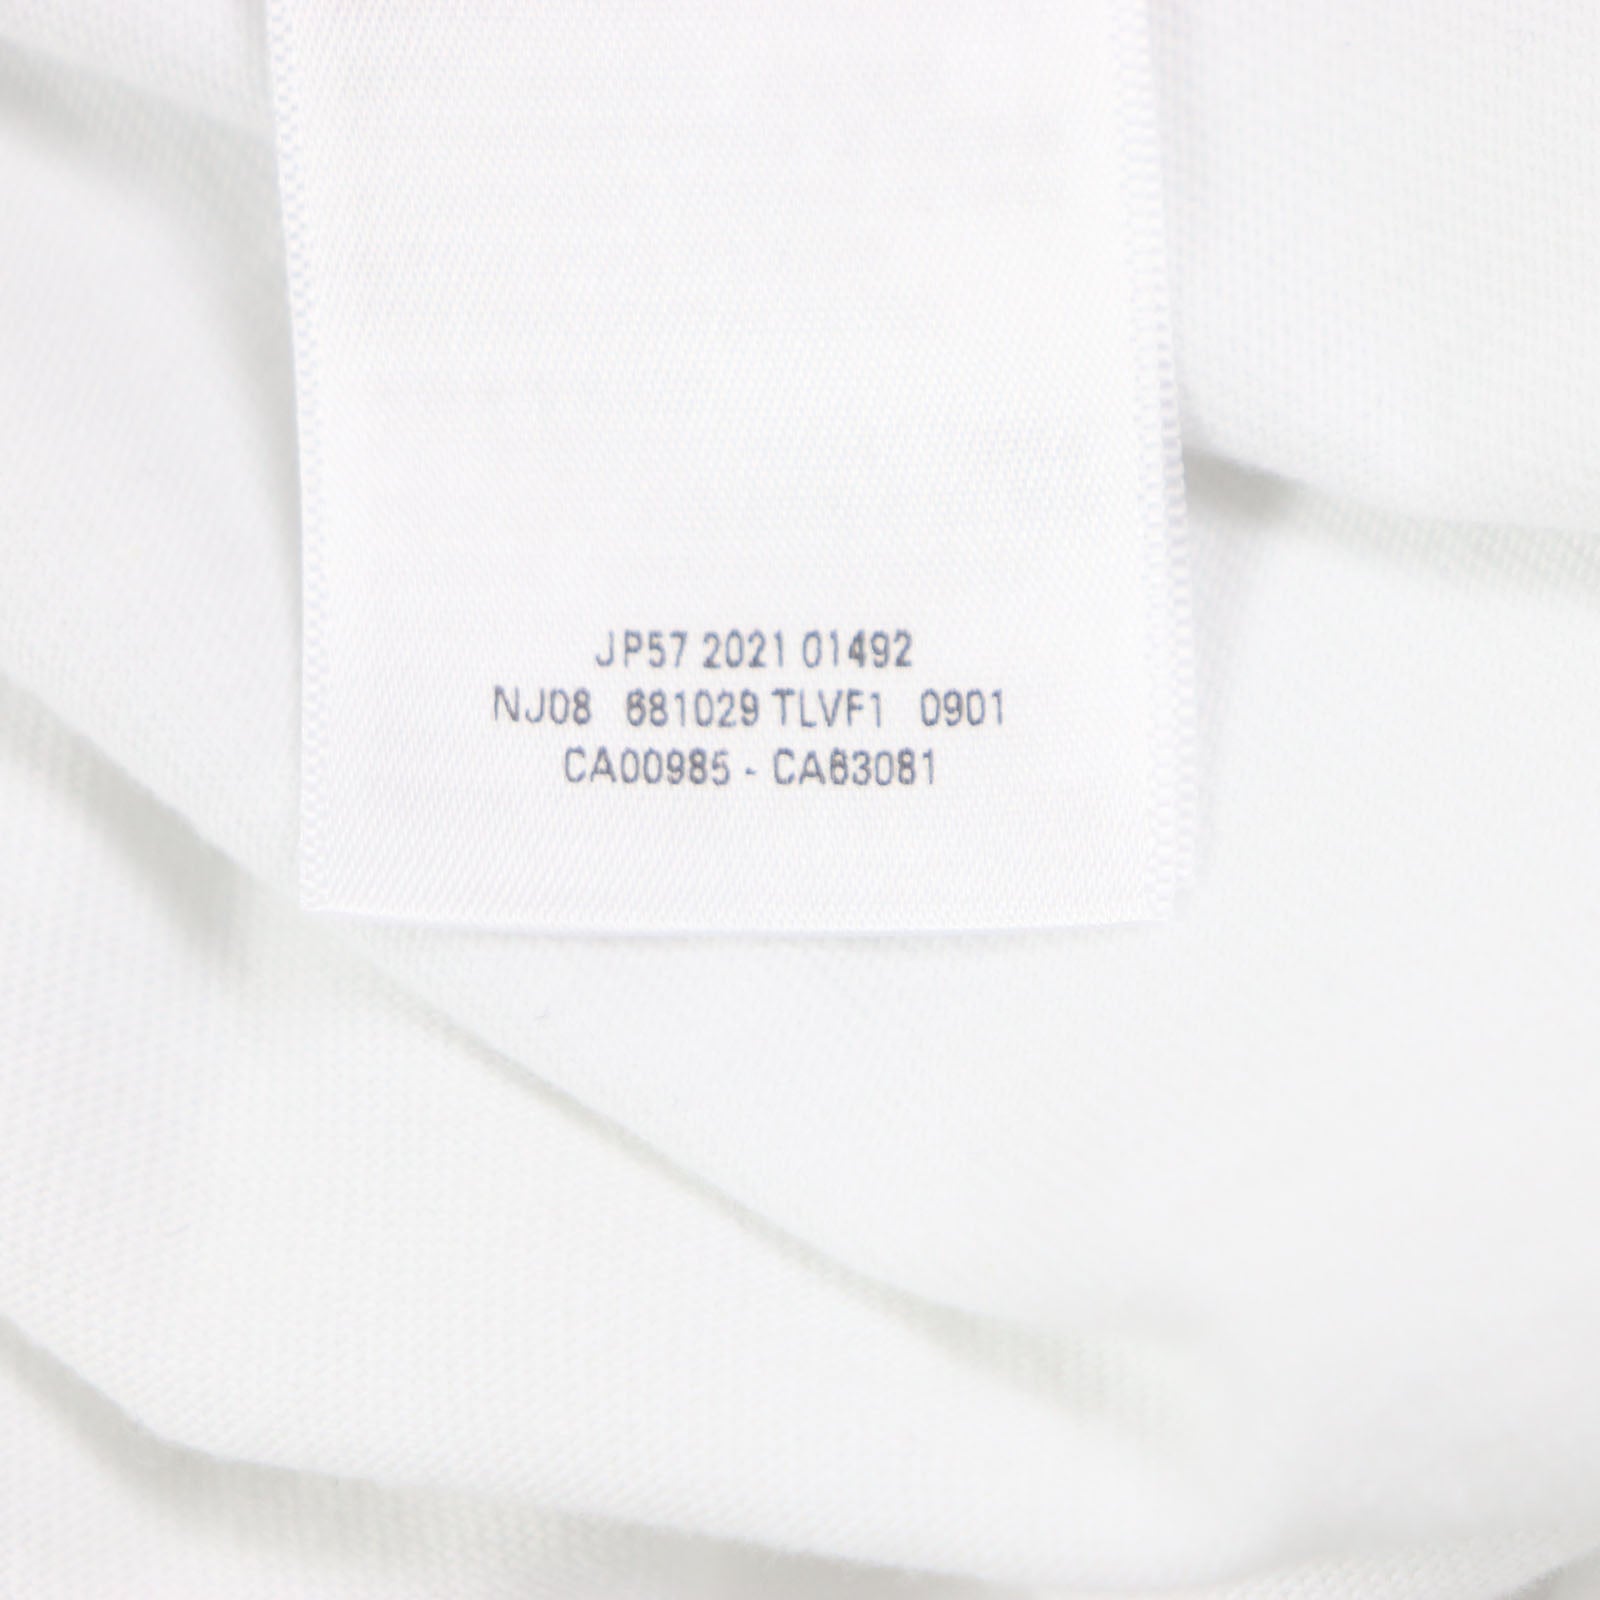 JP57 2021 01492
NJ08 681029 TLVF1 0901
CA00985 - CA63081